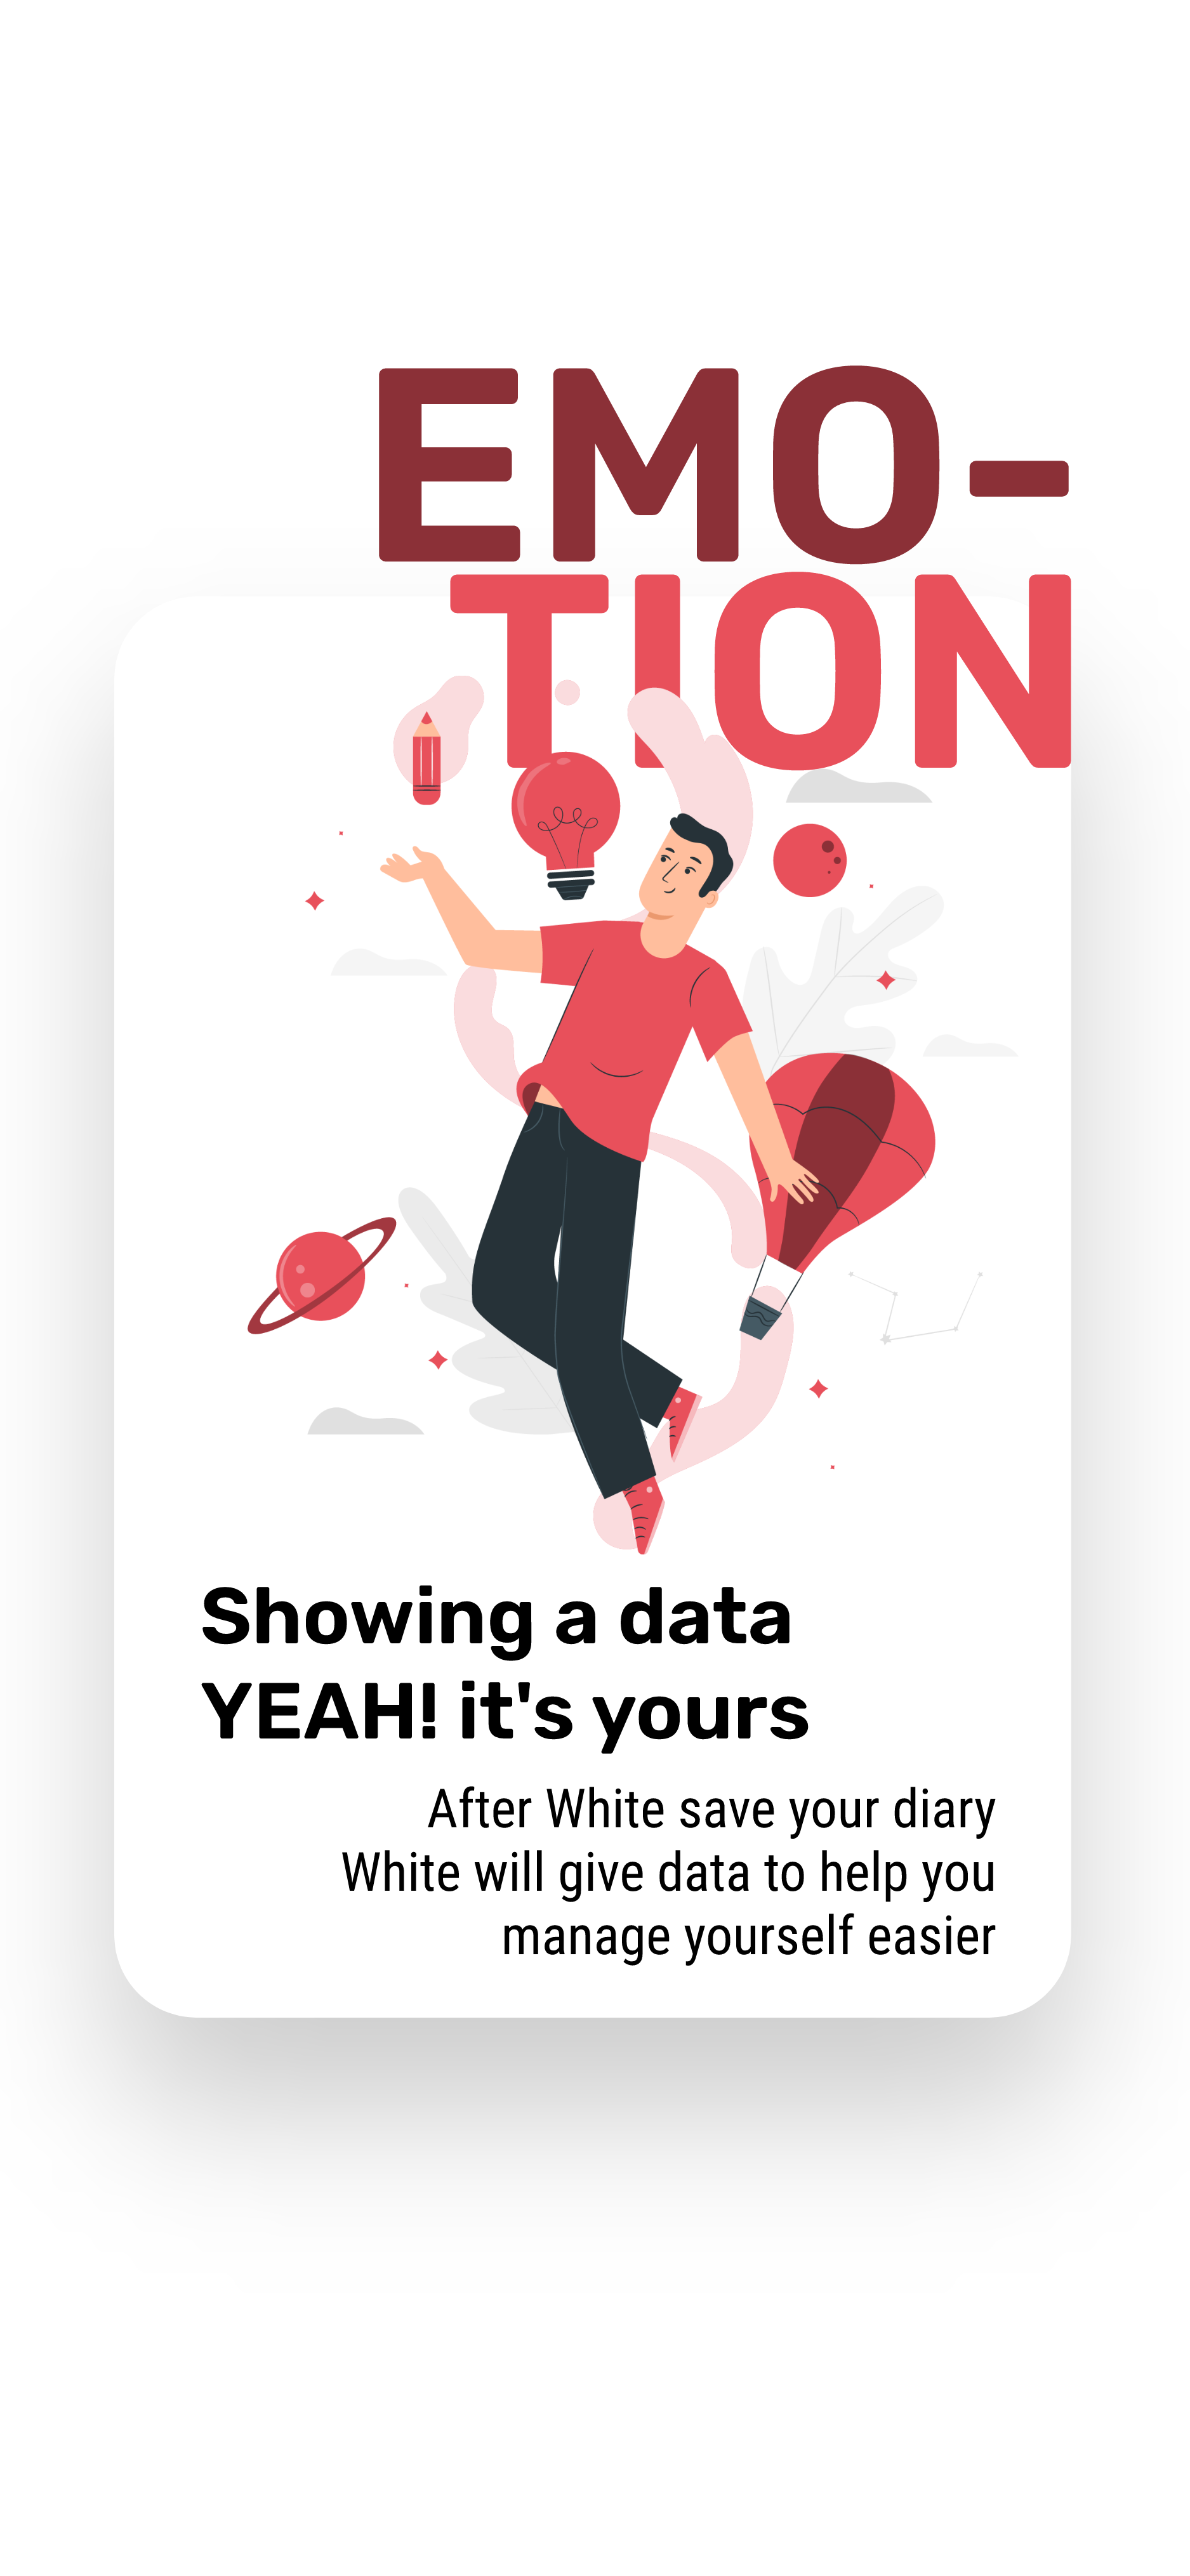 EMO-
TION
Showing a data
YEAH! it's yours
After White save your diary
White will give data to help you
manage yourself easier